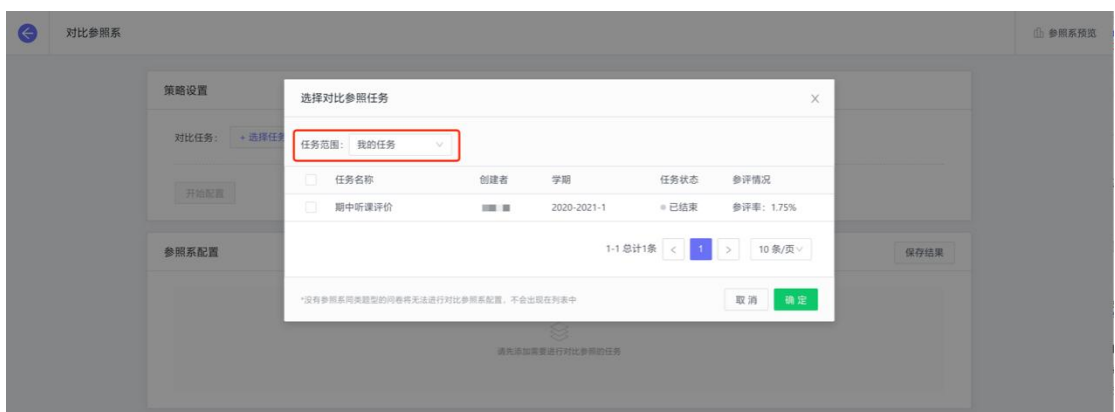 对比参照系
参照系预览
策略设置
选择对比参照任务
对比任务: + 选择任务
任务范围: 我的任务
任务名称 创建者 学期 任务状态 参评情况
开始配置
期中听课评价 2020-2021-1 已结束 参评率: 1.75%
1-1 总计1条 < 1 > 10 条/页
参照系配置
保存结果
*没有参照系同类题型的问卷将无法进行对比参照系配置, 不会出现在列表中
取消 确定
请先添加需要进行对比参照的任务